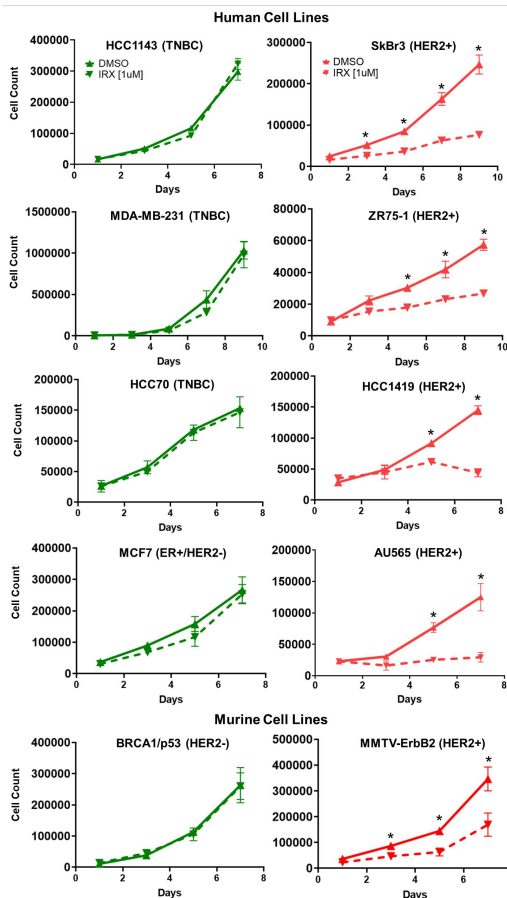 Human Cell Lines
HCC1143 (TNBC)
DMSO
IRX [1uM]
Cell Count
400000
300000
200000
100000
0
0 2 4 6 8
Days
SkBr3 (HER2+)
DMSO
IRX [1uM]
300000
200000
100000
0
* * * *
0 2 4 6 8 10
Days
MDA-MB-231 (TNBC)
Cell Count
1500000
1000000
500000
0
0 2 4 6 8 10
Days
ZR75-1 (HER2+)
80000
60000
40000
20000
0
* * * *
0 2 4 6 8 10
Days
HCC70 (TNBC)
Cell Count
200000
150000
100000
50000
0
0 2 4 6 8
Days
HCC1419 (HER2+)
200000
150000
100000
50000
0
* *
0 2 4 6 8
Days
MCF7 (ER+/HER2-)
Cell Count
400000
300000
200000
100000
0
0 2 4 6 8
Days
AU565 (HER2+)
200000
150000
100000
50000
0
* *
0 2 4 6 8
Days
Murine Cell Lines
BRCA1/p53 (HER2-)
Cell Count
400000
300000
200000
100000
0
0 2 4 6 8
Days
MMTV-ErbB2 (HER2+)
500000
400000
300000
200000
100000
0
* * *
0 2 4 6 8
Days